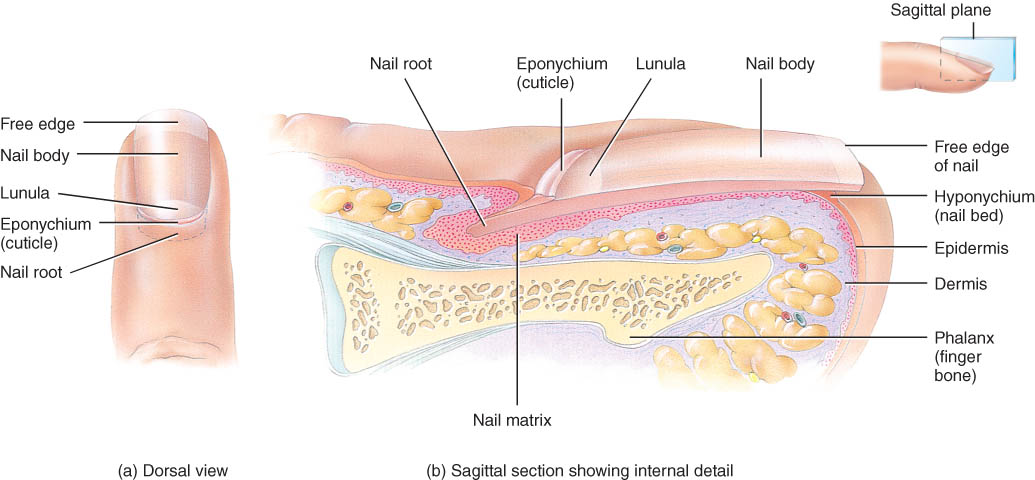 Sagittal plane
Nail root
Eponychium
(cuticle)
Lunula
Nail body
Free edge
Nail body
Lunula
Eponychium
(cuticle)
Nail root
Free edge
of nail
Hyponychium
(nail bed)
Epidermis
Dermis
Phalanx
(finger
bone)
Nail matrix
(a) Dorsal view
(b) Sagittal section showing internal detail